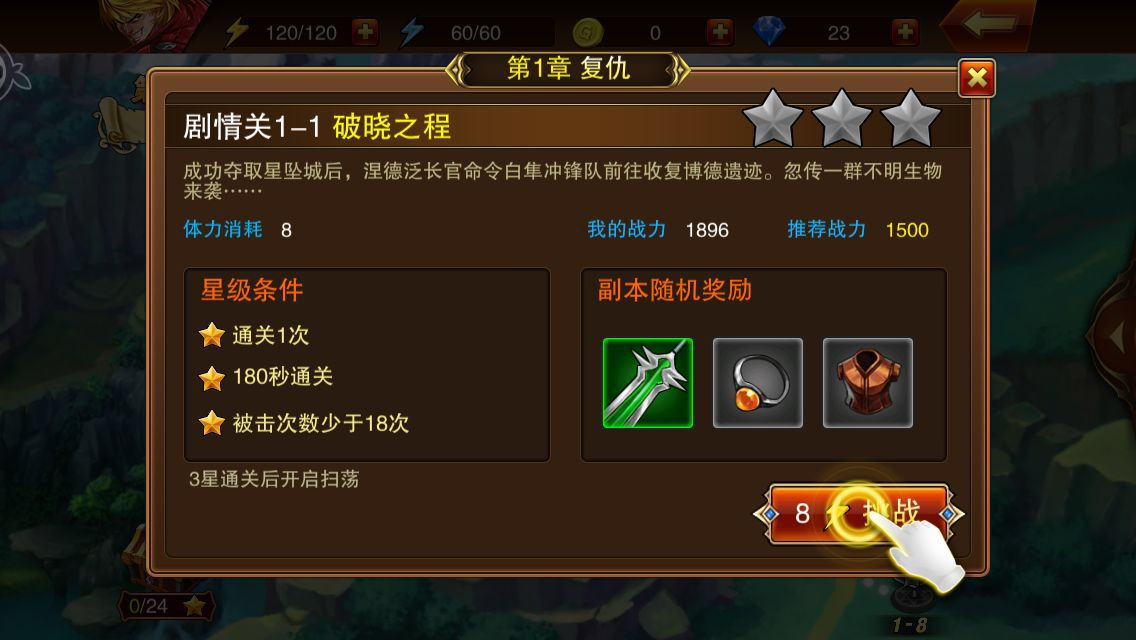 120/120
60/60
0
23
第1章 复仇
剧情关1-1 破晓之程
成功夺取星坠城后，涅德泛长官命令白隼冲锋队前往收复博德遗迹。忽传一群不明生物
来袭……
体力消耗 8
我的战力 1896
推荐战力 1500
星级条件
通关1次
180秒通关
被击次数少于18次
副本随机奖励
3星通关后开启扫荡
8 挑战
0/24
1-8